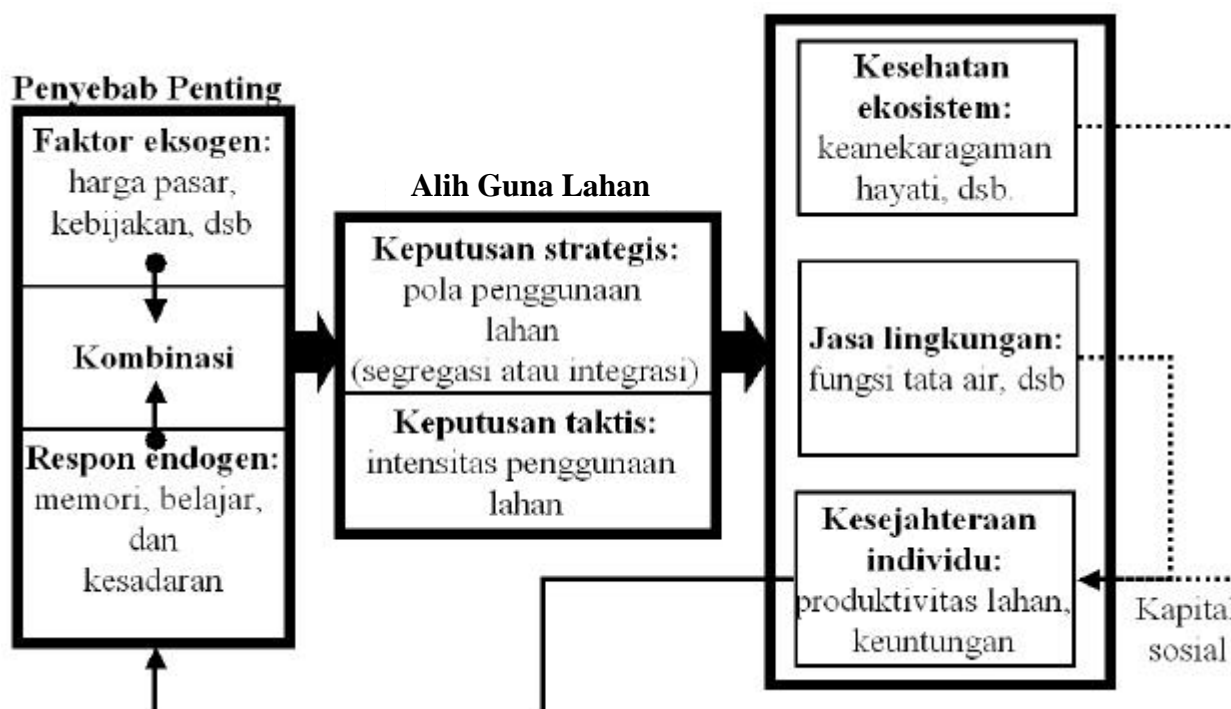 Penyebab Penting
Faktor eksogen:
harga pasar,
kebijakan, dsb
Kombinasi
Respon endogen:
memori, belajar,
dan
kesadaran
Alih Guna Lahan
Keputusan strategis:
pola penggunaan
lahan
(segregasi atau integrasi)
Keputusan taktis:
intensitas penggunaan
lahan
Kesehatan
ekosistem:
keanekaragaman
hayati, dsb.
Jasa lingkungan:
fungsi tata air, dsb
Kesejahteraan
individu:
produktivitas lahan,
keuntungan
Kapital
sosial